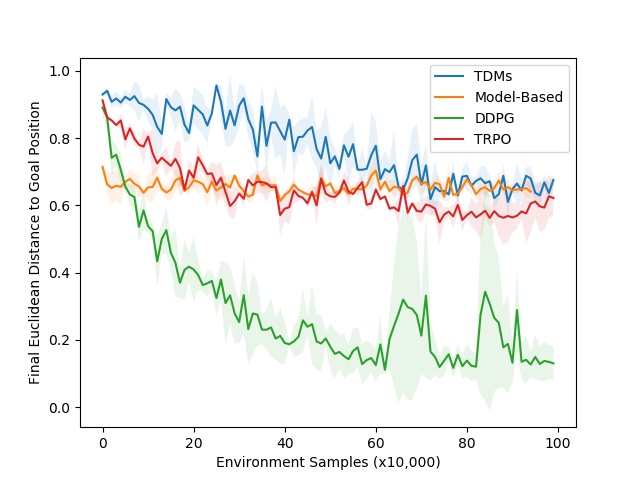 1.0
0.8
0.6
0.4
0.2
0.0
Final Euclidean Distance to Goal Position
TDMs
Model-Based
DDPG
TRPO
0 20 40 60 80 100
Environment Samples (x10,000)